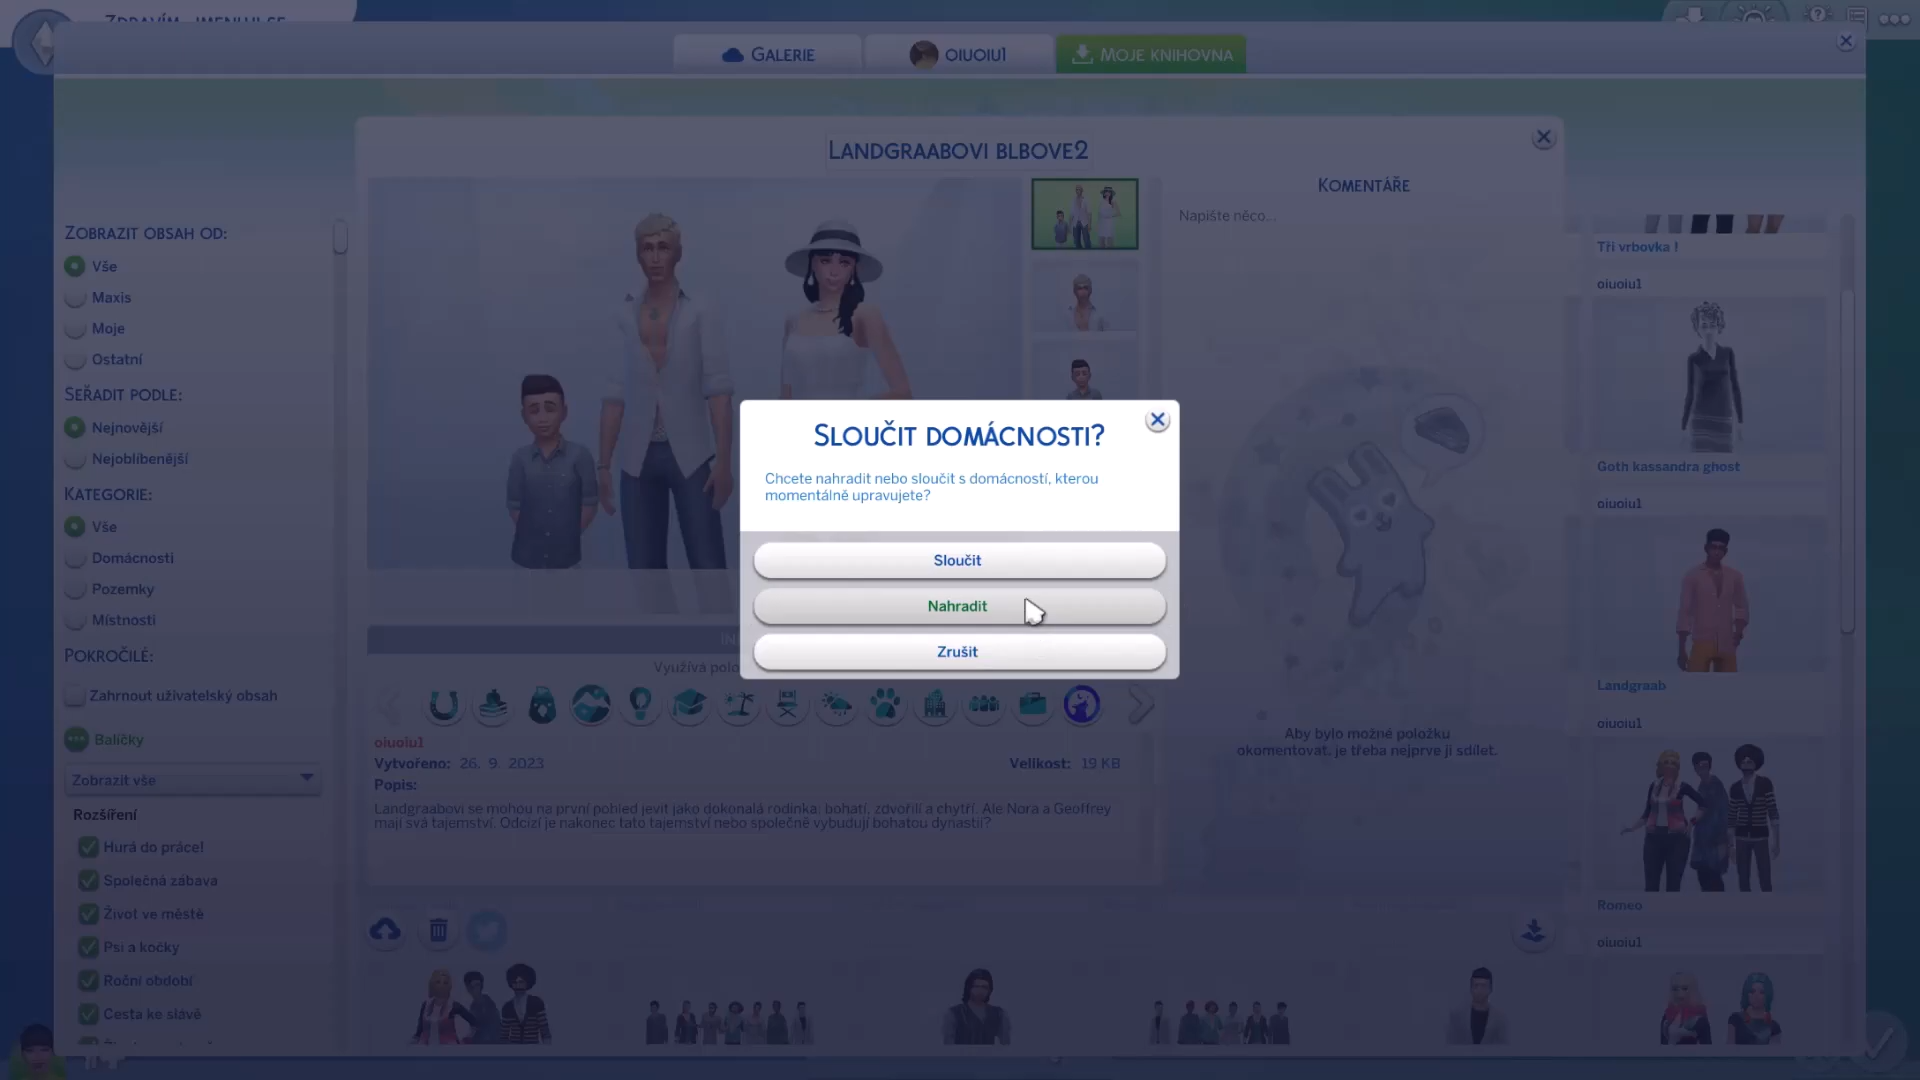 Galerie
oiuoiu1
Moje knihovna
Landgraabovi blbove2
Komentáře
Napište něco...
Zobrazit obsah od:
Vše
Maxis
Moje
Ostatní
Seřadit podle:
Nejnovější
Nejoblíbenější
Kategorie:
Vše
Domácnosti
Pozemky
Místnosti
Pokročilé:
Zahrnout uživatelský obsah
Balíčky
Zobrazit vše
Rozšíření
Hurá do práce!
Společná zábava
Život ve městě
Psi a kočky
Roční období
Cesta ke slávě
Sloučit domácnosti?
Chcete nahradit nebo sloučit s domácností, kterou
momentálně upravujete?
Sloučit
Nahradit
Zrušit
Využívá
oiuoiu1
Vytvořeno: 26. 9. 2023
Velikost: 19 KB
Popis:
Landgraabovi se mohou na první pohled jevit jako dokonalá rodinka: bohatí, zdvořilí a chytří. Ale Nora a Geoffrey
mají svá tajemství. Odcizí je nakonec tato tajemství nebo společně vybudují bohatou dynastii?
Aby bylo možné položku
okomentovat, je třeba nejprve ji sdílet.
Tři vrbovka !
oiuoiu1
Goth kassandra ghost
oiuoiu1
Landgraab
oiuoiu1
Romeo
oiuoiu1